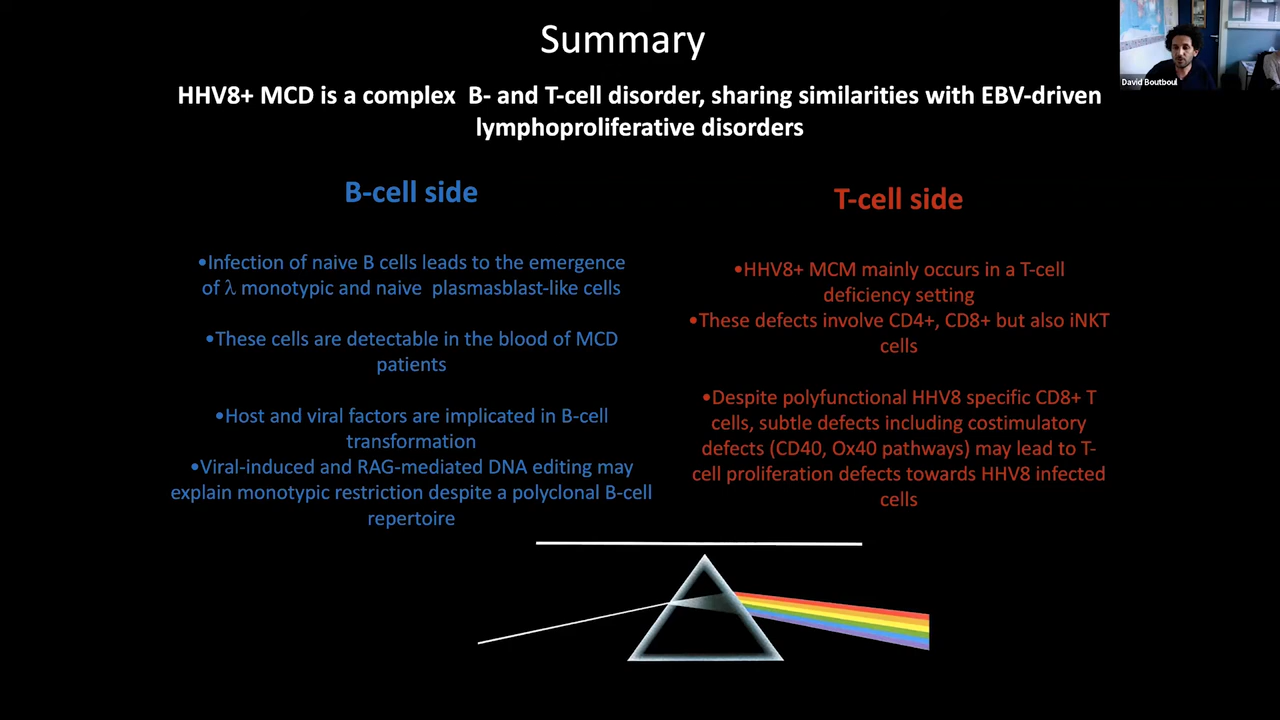 Summary
David Boutboul
HHV8+ MCD is a complex B- and T-cell disorder, sharing similarities with EBV-driven
lymphoproliferative disorders
B-cell side
•Infection of naive B cells leads to the emergence
of λ monotypic and naive plasmasblast-like cells
•These cells are detectable in the blood of MCD
patients
•Host and viral factors are implicated in B-cell
transformation
•Viral-induced and RAG-mediated DNA editing may
explain monotypic restriction despite a polyclonal B-cell
repertoire
T-cell side
•HHV8+ MCM mainly occurs in a T-cell
deficiency setting
•These defects involve CD4+, CD8+ but also iNKT
cells
•Despite polyfunctional HHV8 specific CD8+ T
cells, subtle defects including costimulatory
defects (CD40, Ox40 pathways) may lead to T-
cell proliferation defects towards HHV8 infected
cells